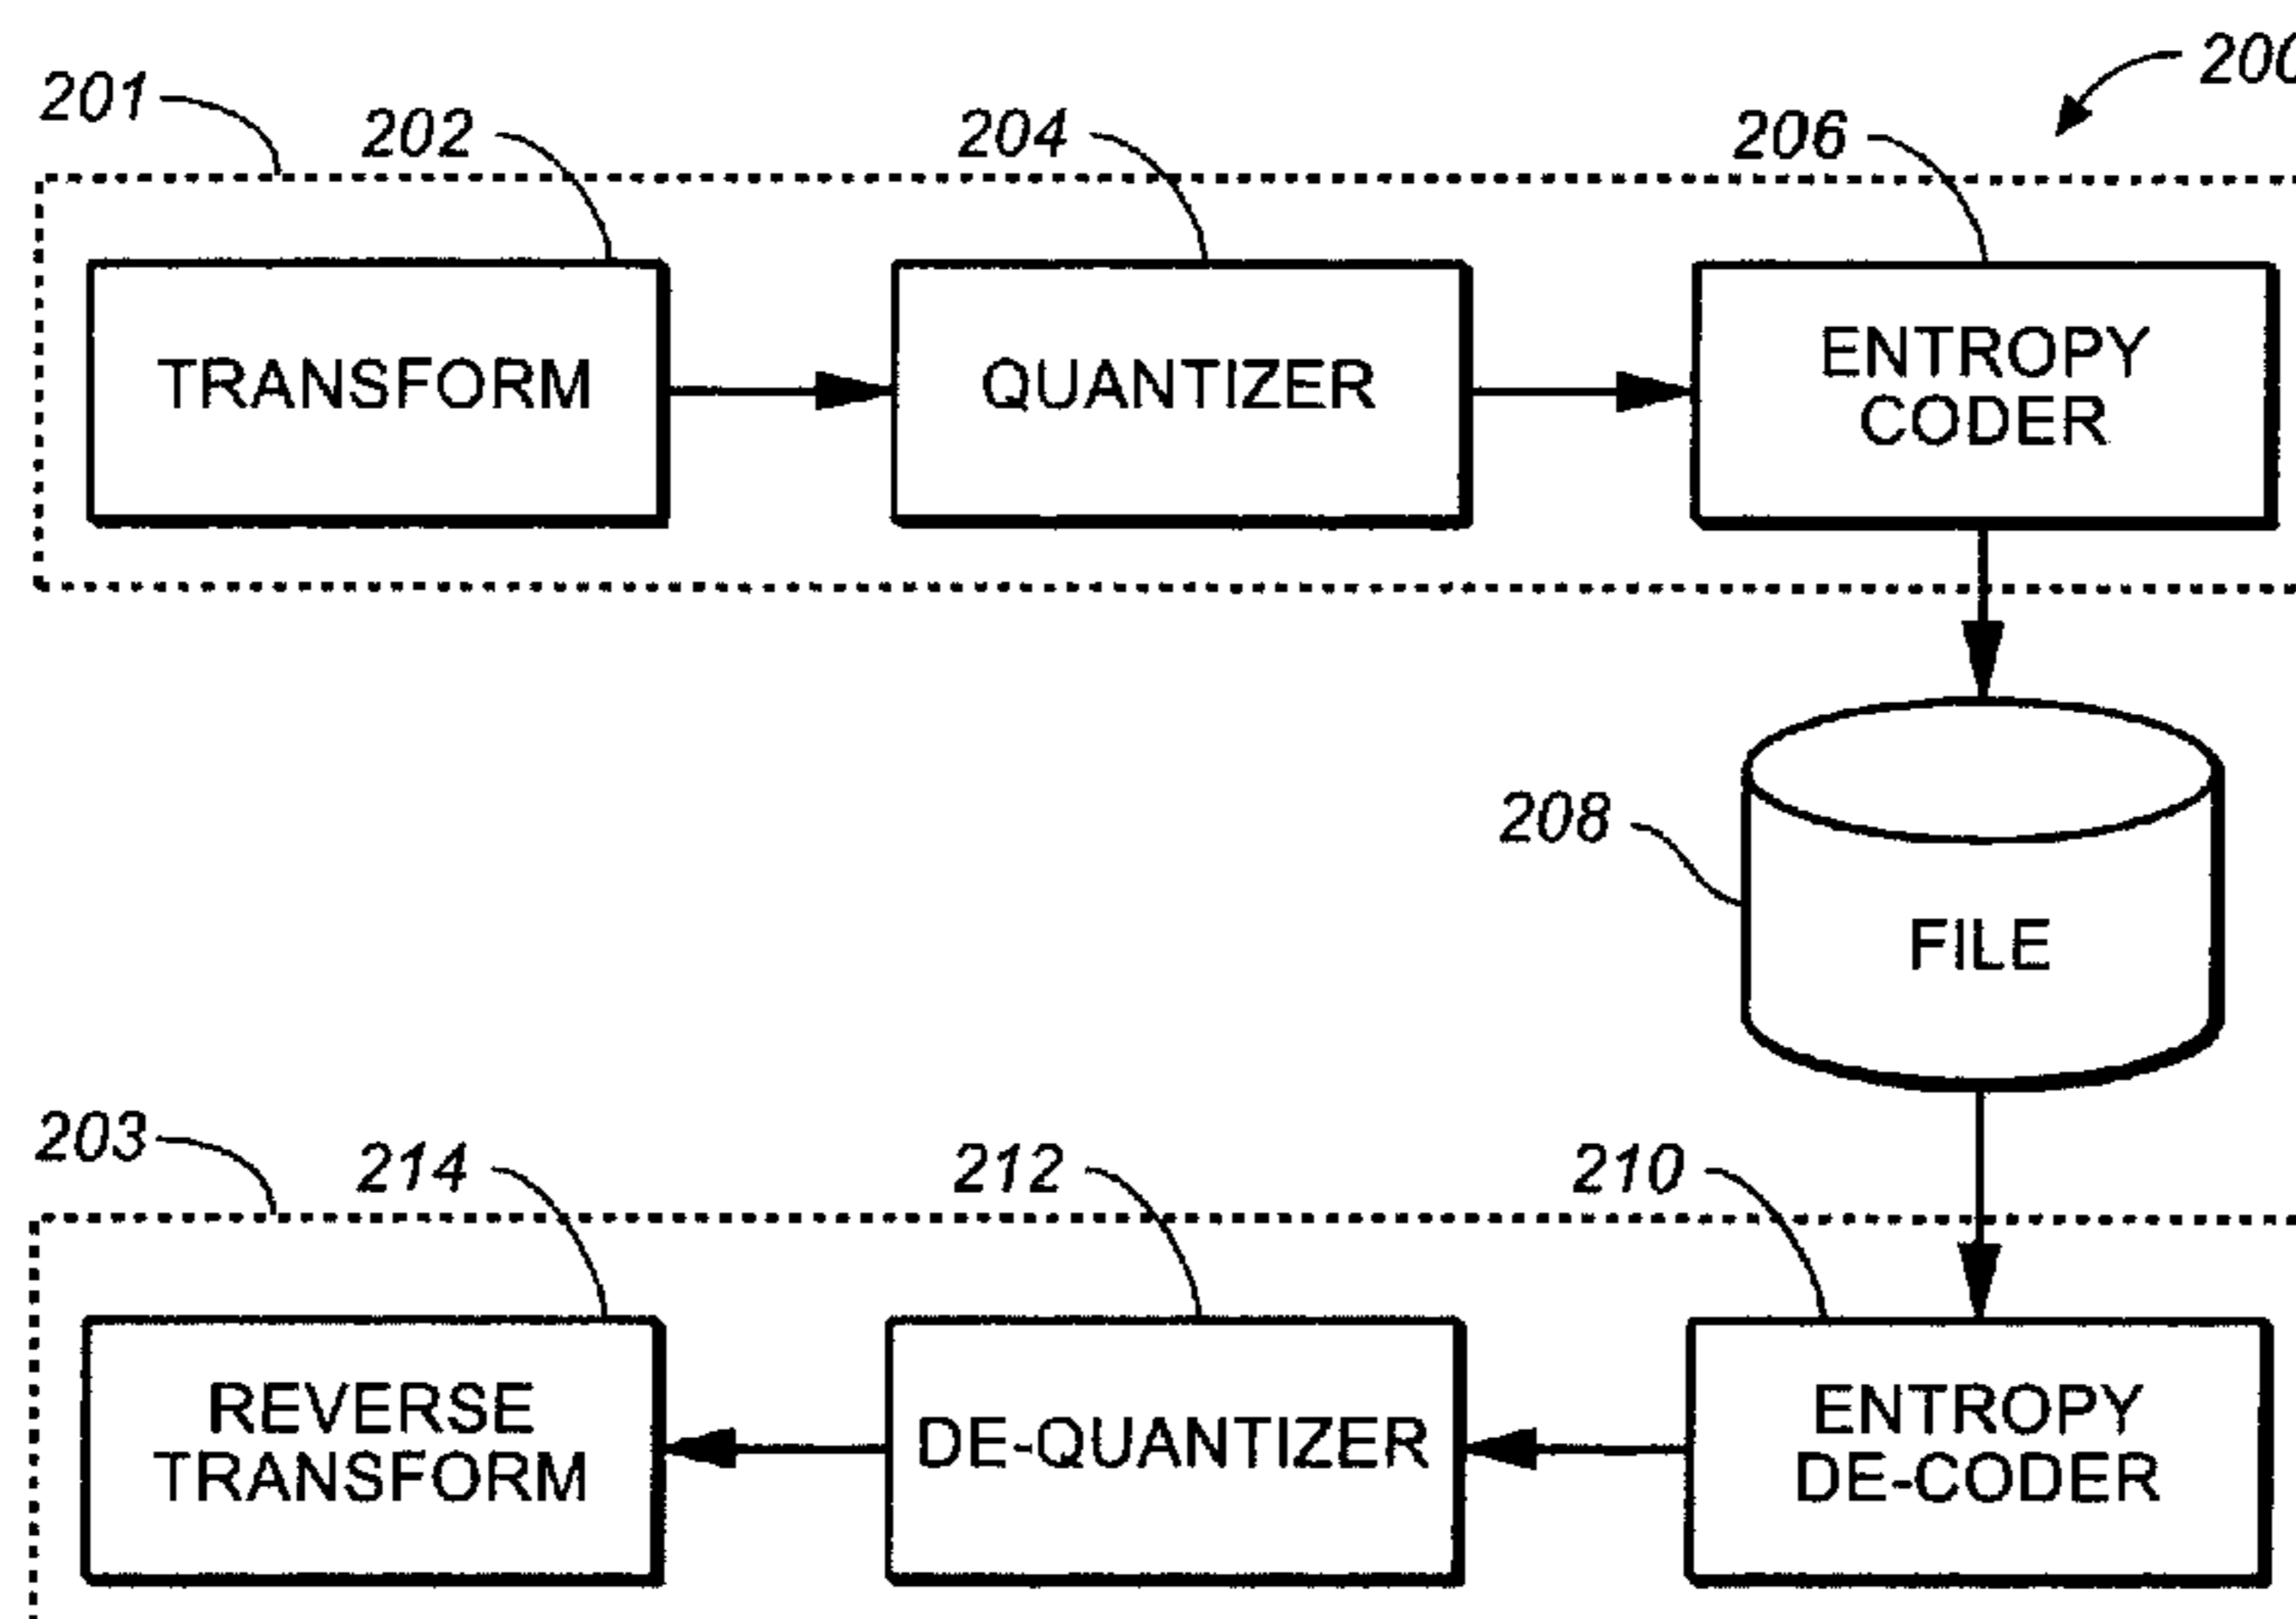 200
201
202
204
206
TRANSFORM
QUANTIZER
ENTROPY
CODER
208
FILE
203
214
212
210
REVERSE
TRANSFORM
DE-QUANTIZER
ENTROPY
DE-CODER